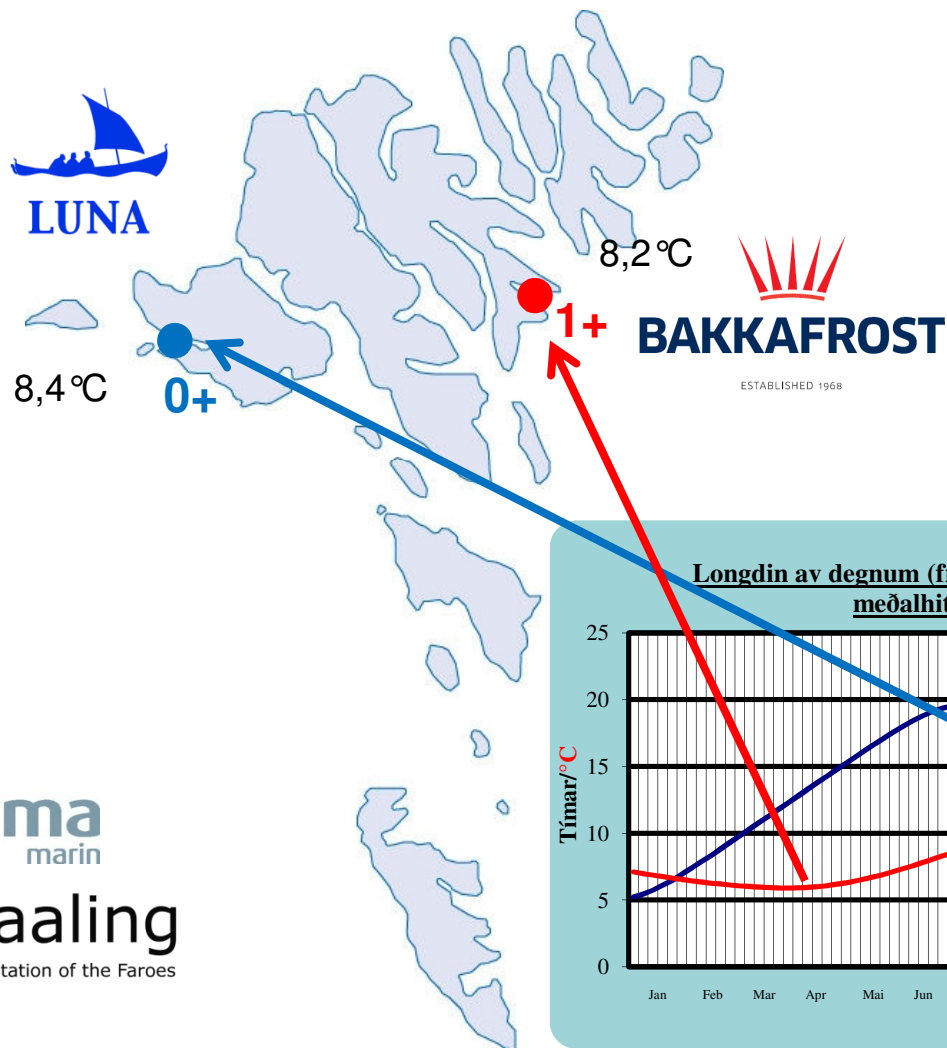 LUNA
8,2°C
1+
BAKKAFROST
ESTABLISHED 1968
8,4°C
0+
Longdin av degnum (
meðalhit
25
20
15
10
5
0
Tímar/°C
Jan Feb Mar Apr Mai Jun
ma
marin
aaling
tation of the Faroes